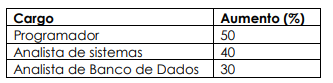 Cargo Aumento (%)
Programador 50
Analista de sistemas 40
Analista de Banco de Dados 30